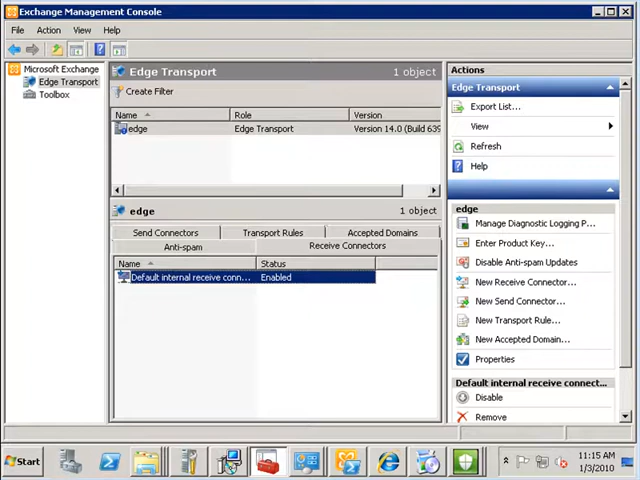 Exchange Management Console
File Action View Help
Microsoft Exchange
Edge Transport
Toolbox
Edge Transport 1 object
Create Filter
Name Role Version
edge Edge Transport Version 14.0 (Build 639
edge 1 object
Send Connectors Transport Rules Accepted Domains
Anti-spam Receive Connectors
Name Status
Default internal receive conn... Enabled
Actions
Edge Transport
Export List...
View
Refresh
Help
edge
Manage Diagnostic Logging P...
Enter Product Key...
Disable Anti-spam Updates
New Receive Connector...
New Send Connector...
New Transport Rule...
New Accepted Domain...
Properties
Default internal receive connect...
Disable
Remove
Start
11:15 AM
1/3/2010